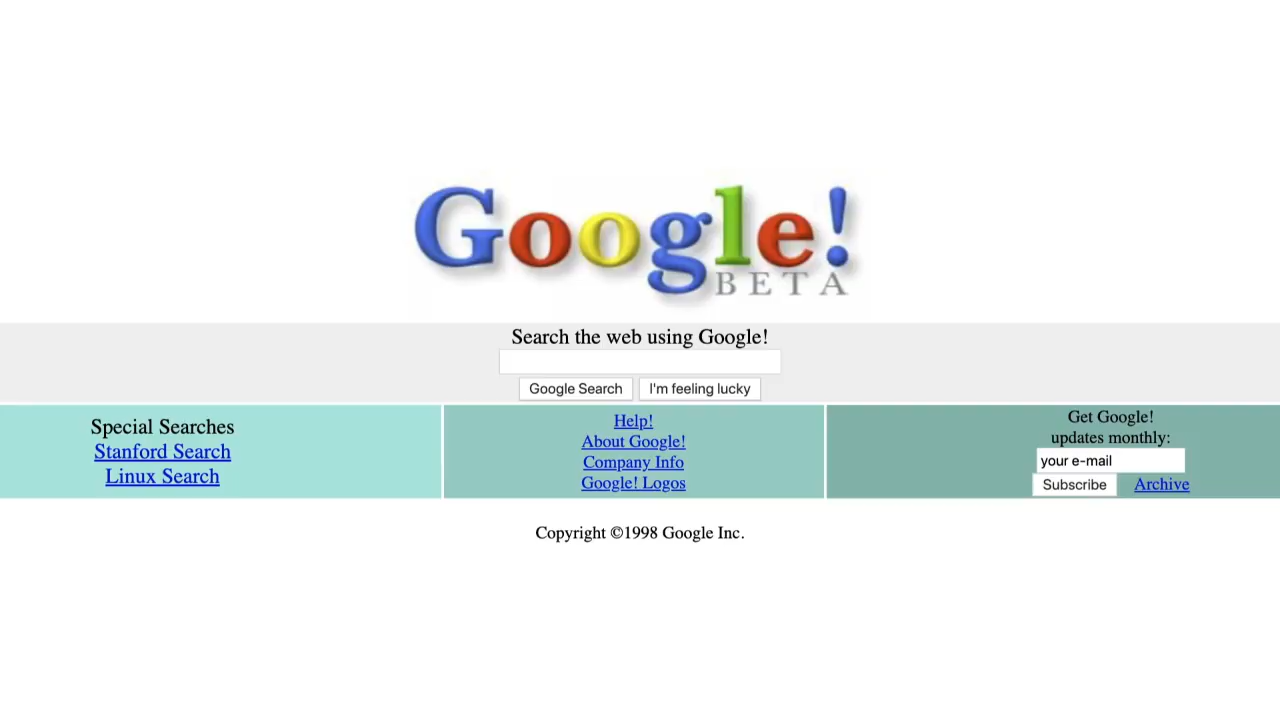 Google!
BETA
Search the web using Google!
Google Search I'm feeling lucky
Special Searches
Stanford Search
Linux Search
Help!
About Google!
Company Info
Google! Logos
Get Google!
updates monthly:
your e-mail
Subscribe Archive
Copyright ©1998 Google Inc.